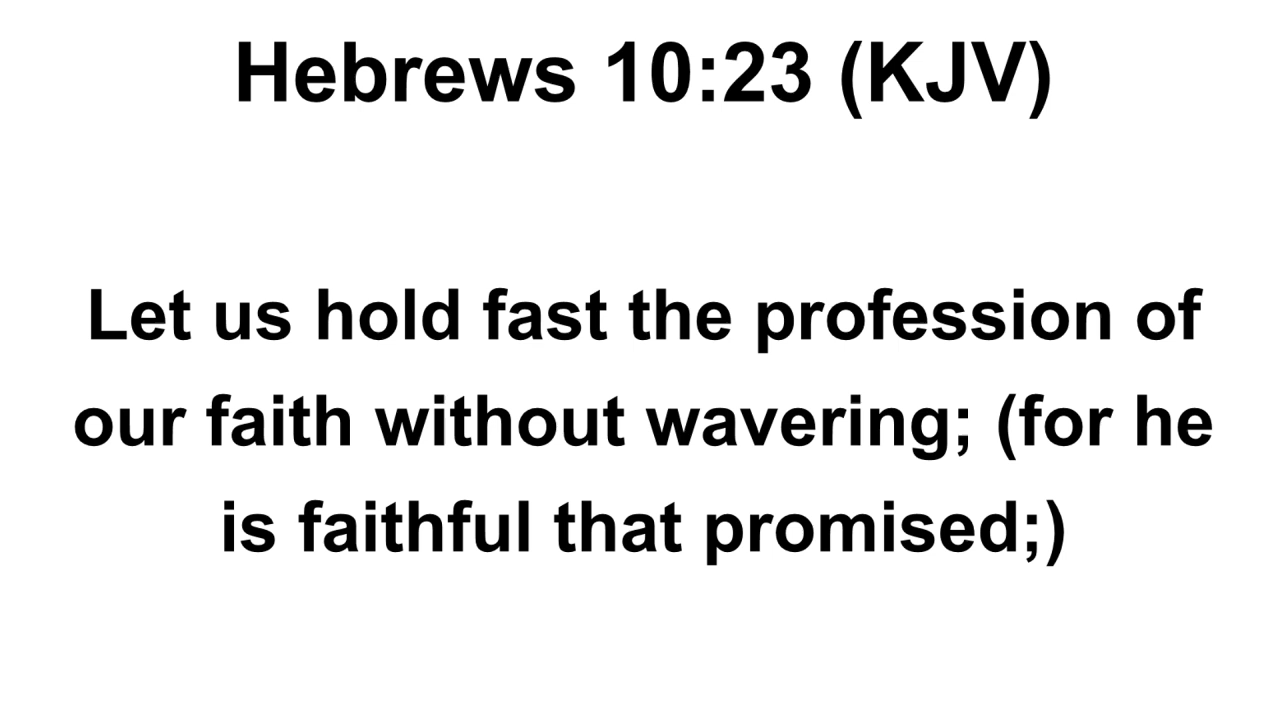 Hebrews 10:23 (KJV)
Let us hold fast the profession of
our faith without wavering; (for he
is faithful that promised;)